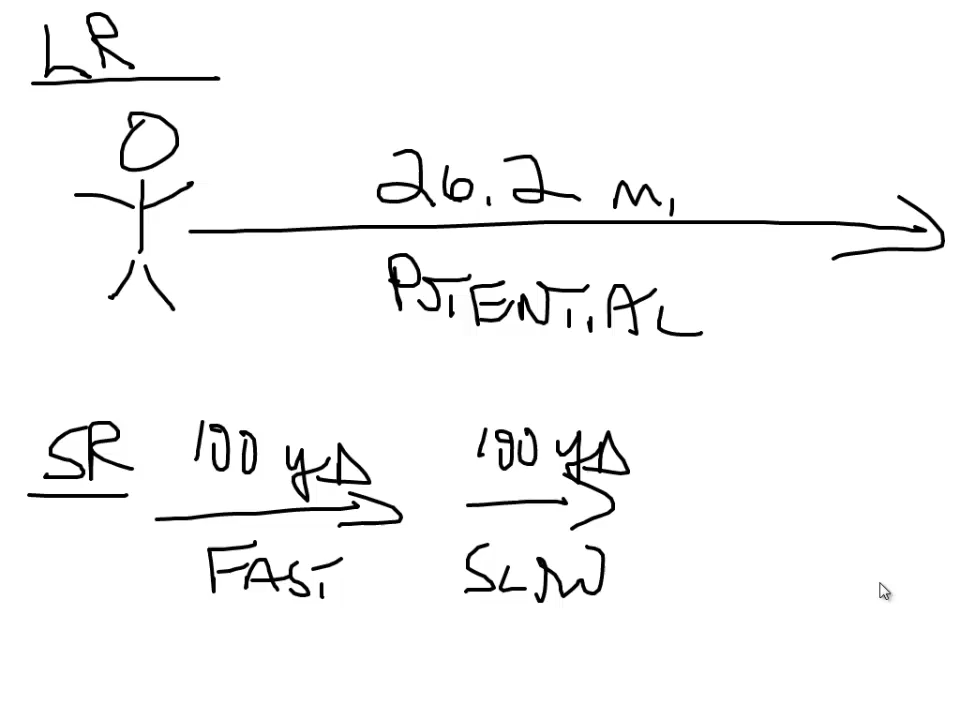 LR
26.2 mi
POTENTIAL
SR 100 yD 100 yD
FAST SLOW